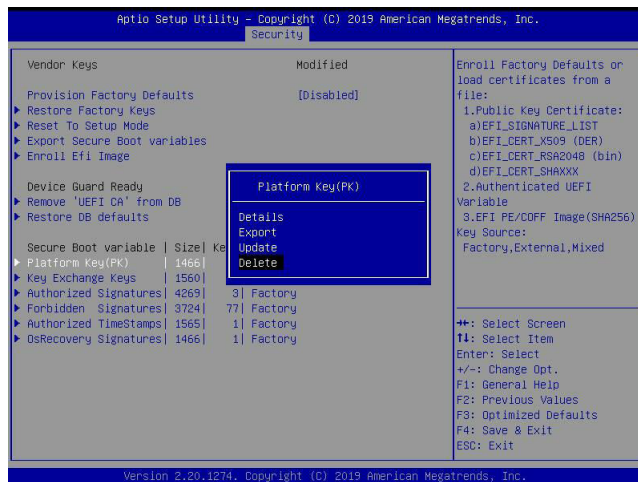 Aptio Setup Utility – Copyright (C) 2019 American Megatrends, Inc.
Security
Vendor Keys Modified
Provision Factory Defaults [Disabled]
Restore Factory Keys
Reset To Setup Mode
Export Secure Boot variables
Enroll Efi Image
Device Guard Ready
Remove 'UEFI CA' from DB
Restore DB defaults
Secure Boot variable | Size| Ke
Platform Key(PK) | 1466|
Key Exchange Keys | 1560|
Authorized Signatures| 4269| 3| Factory
Forbidden Signatures| 3724| 77| Factory
Authorized TimeStamps| 1565| 1| Factory
OsRecovery Signatures| 1466| 1| Factory
Platform Key(PK)
Details
Export
Update
Delete
Enroll Factory Defaults or
load certificates from a
file:
1.Public Key Certificate:
a)EFI_SIGNATURE_LIST
b)EFI_CERT_X509 (DER)
c)EFI_CERT_RSA2048 (bin)
d)EFI_CERT_SHAXXX
2.Authenticated UEFI
Variable
3.EFI PE/COFF Image(SHA256)
Key Source:
Factory,External,Mixed
→←: Select Screen
↑↓: Select Item
Enter: Select
+/-: Change Opt.
F1: General Help
F2: Previous Values
F3: Optimized Defaults
F4: Save & Exit
ESC: Exit
Version 2.20.1274. Copyright (C) 2019 American Megatrends, Inc.